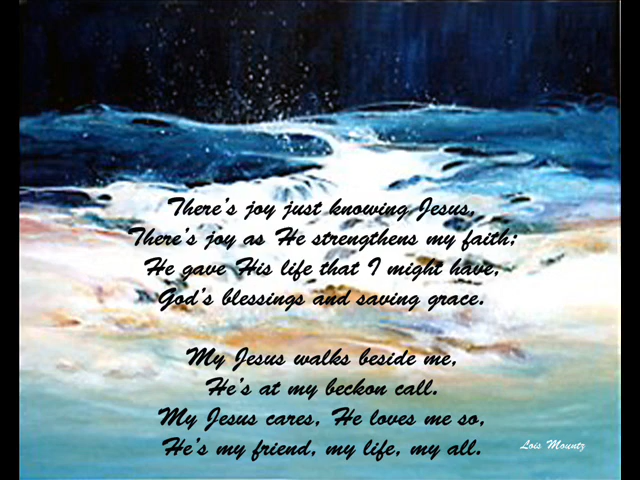 There's joy just knowing Jesus,
There's joy as He strengthens my faith;
He gave His life that I might have,
God's blessings and saving grace.
My Jesus walks beside me,
He's at my beckon call.
My Jesus cares, He loves me so,
He's my friend, my life, my all.
Lois Mountz